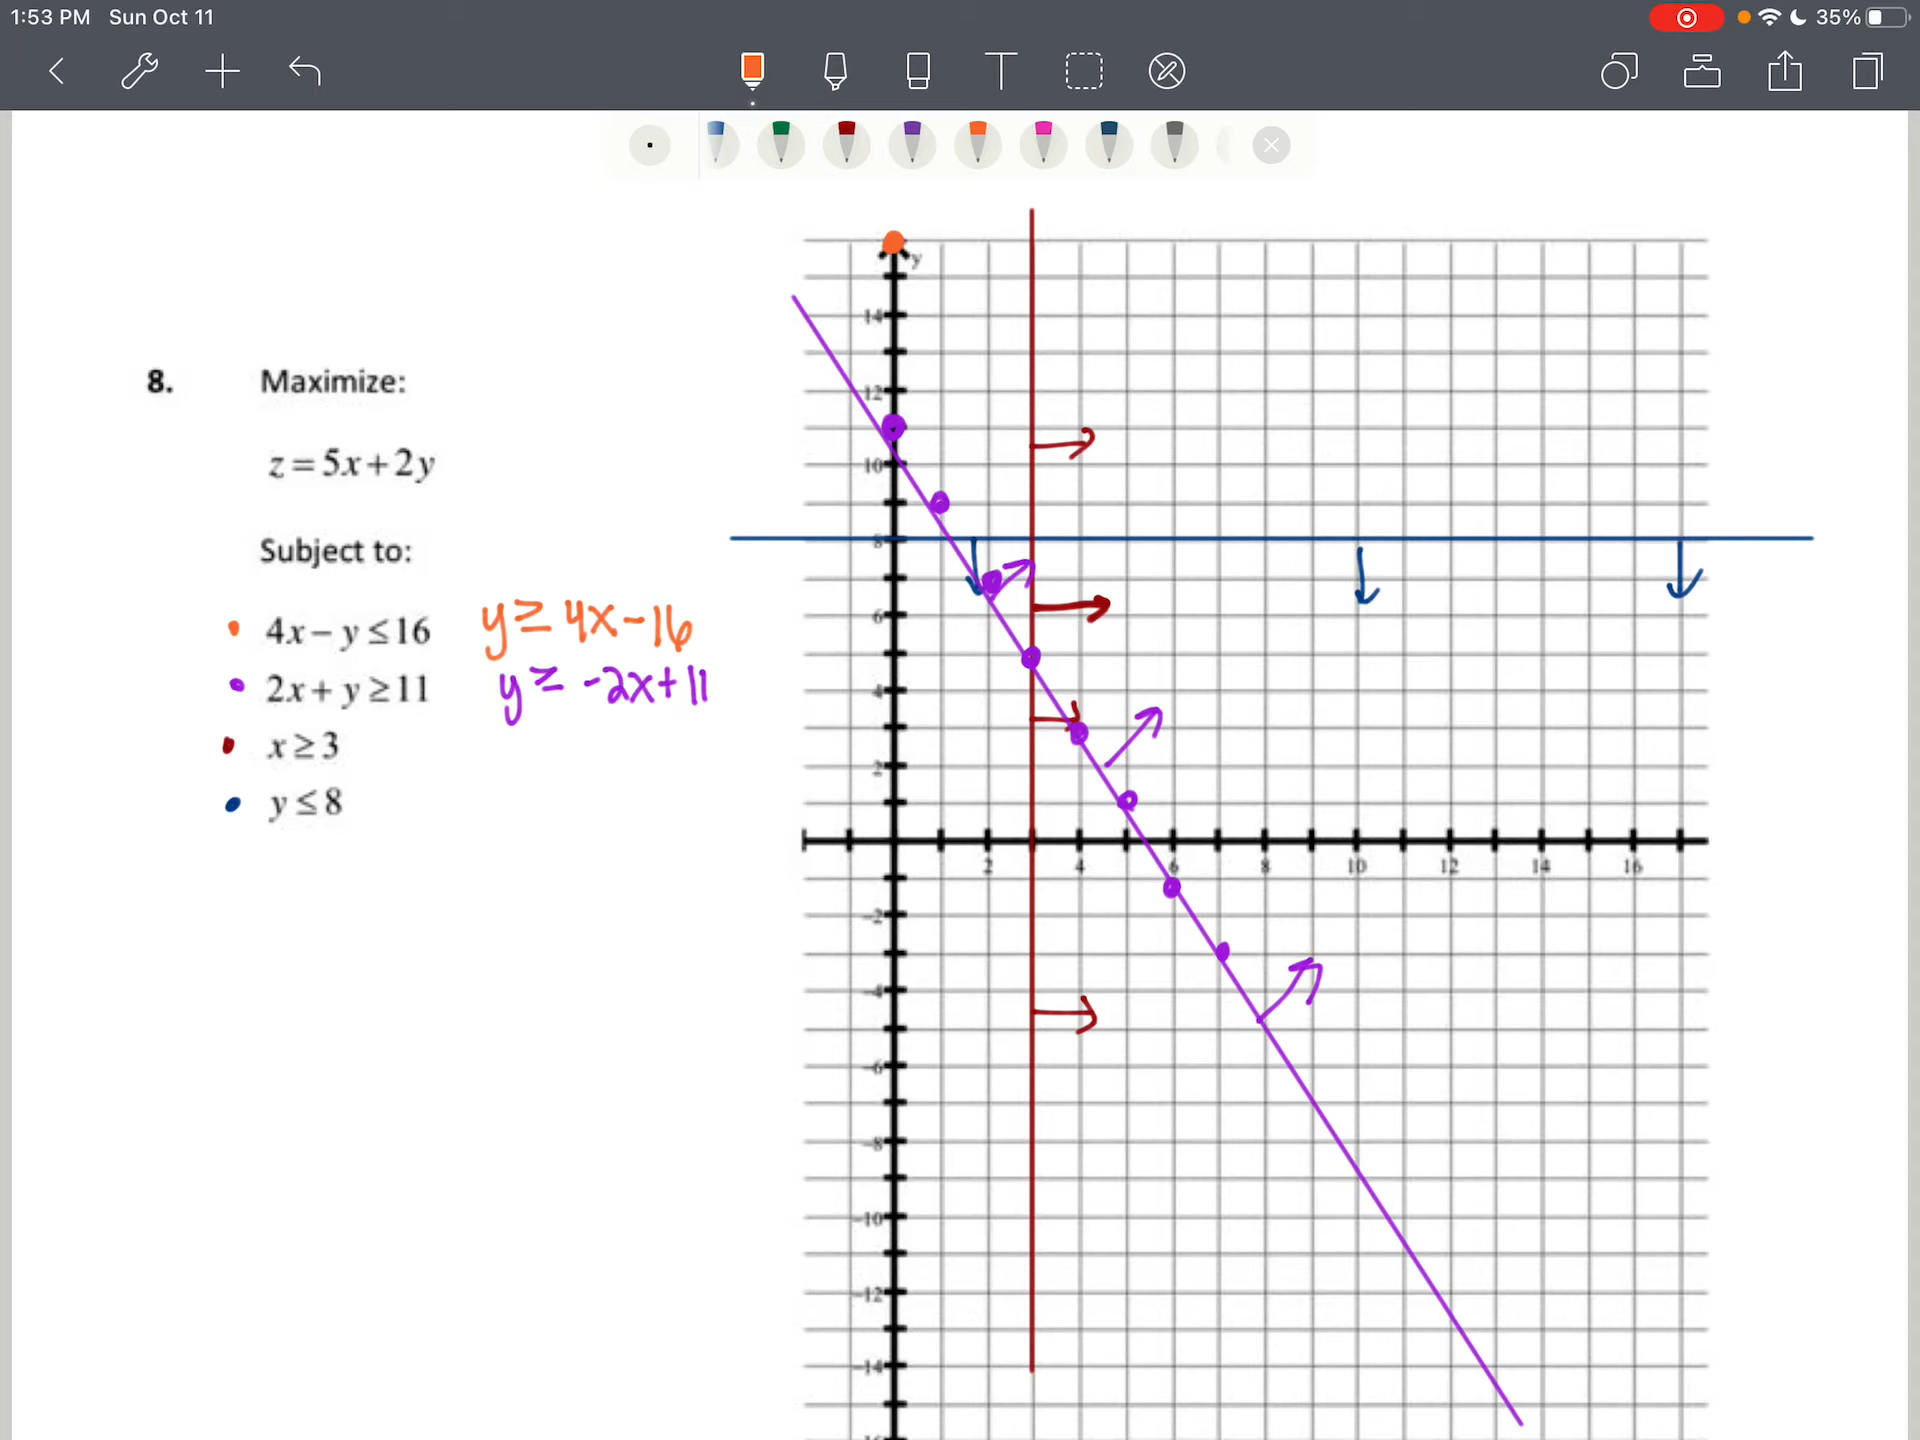 1:53 PM Sun Oct 11
35%
8. Maximize:
z=5x+2y
Subject to:
4x−y≤16 y≥4x-16
2x+y≥11 y≥-2x+11
x≥3
y≤8
y
14
12
10
8
6
4
2
2 4 6 8 10 12 14 16
-2
-4
-6
-8
-10
-12
-14